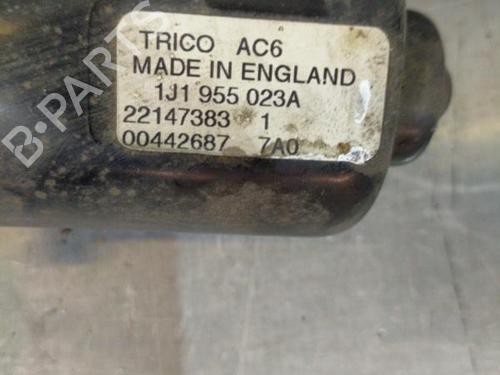 TRICO AC6
MADE IN ENGLAND
1J1 955 023A
22147383 1
00442687 7A0
B-PARTS